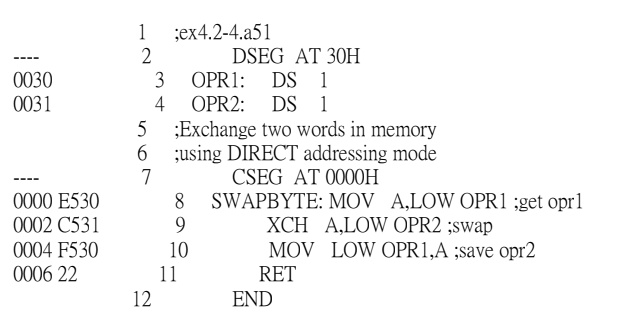 1 ;ex4.2-4.a51
---- 2 DSEG AT 30H
0030 3 OPR1: DS 1
0031 4 OPR2: DS 1
5 ;Exchange two words in memory
6 ;using DIRECT addressing mode
---- 7 CSEG AT 0000H
0000 E530 8 SWAPBYTE: MOV A,LOW OPR1 ;get opr1
0002 C531 9 XCH A,LOW OPR2 ;swap
0004 F530 10 MOV LOW OPR1,A ;save opr2
0006 22 11 RET
12 END